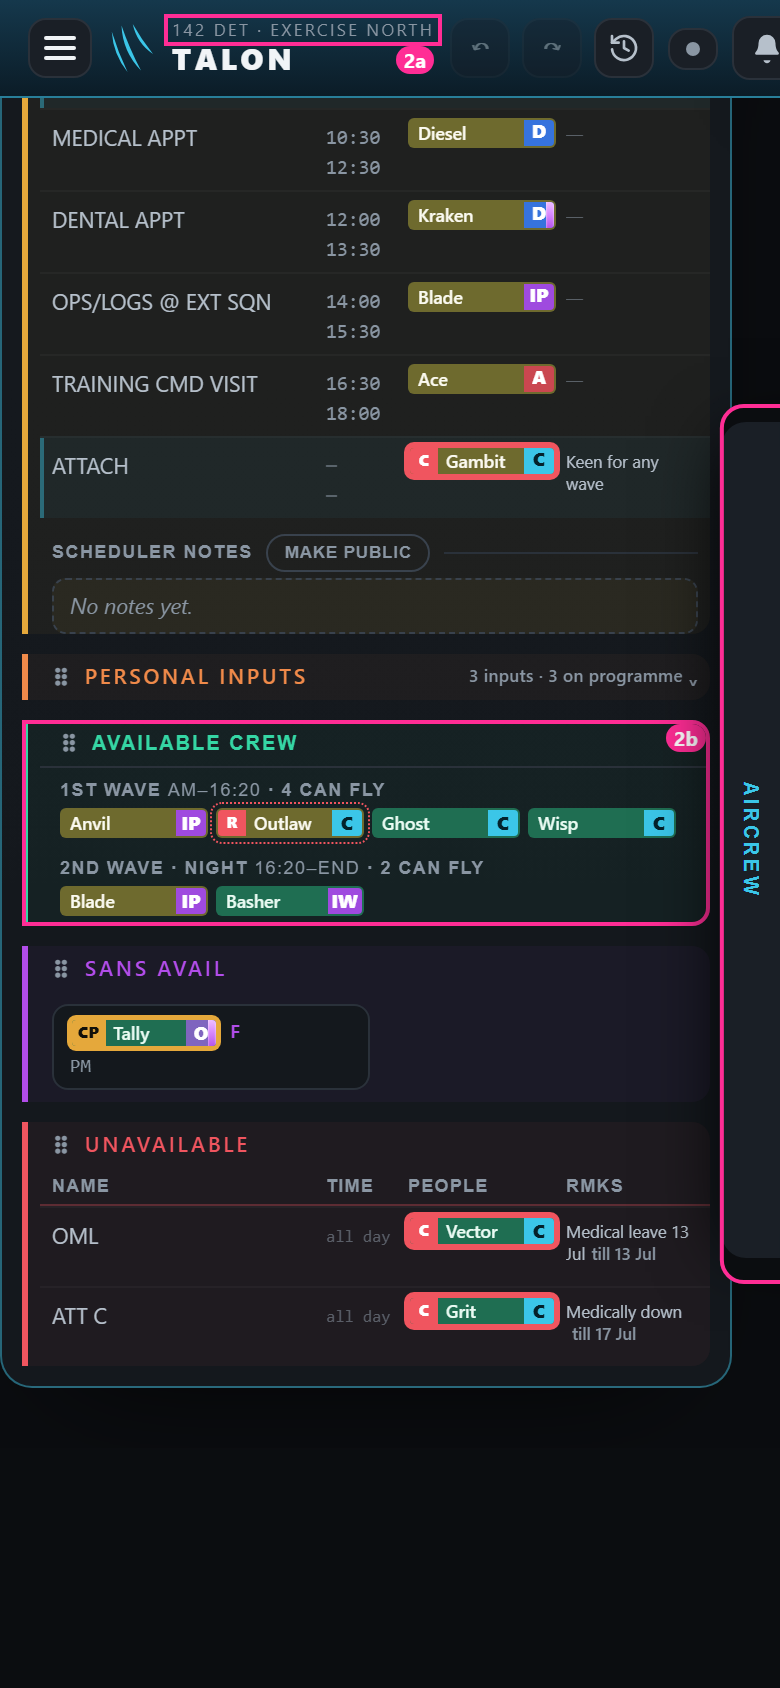 142 DET · EXERCISE NORTH
TALON
2a
MEDICAL APPT 10:30 Diesel D —
12:30
DENTAL APPT 12:00 Kraken D —
13:30
OPS/LOGS @ EXT SQN 14:00 Blade IP —
15:30
TRAINING CMD VISIT 16:30 Ace A —
18:00
ATTACH – C Gambit C Keen for any
– wave
SCHEDULER NOTES MAKE PUBLIC
No notes yet.
PERSONAL INPUTS 3 inputs · 3 on programme
AVAILABLE CREW 2b
1ST WAVE AM–16:20 · 4 CAN FLY
Anvil IP R Outlaw C Ghost C Wisp C
2ND WAVE · NIGHT 16:20–END · 2 CAN FLY
Blade IP Basher IW
SANS AVAIL
CP Tally O F
PM
UNAVAILABLE
NAME TIME PEOPLE RMKS
OML all day C Vector C Medical leave 13
Jul till 13 Jul
ATT C all day C Grit C Medically down
till 17 Jul
AIRCREW